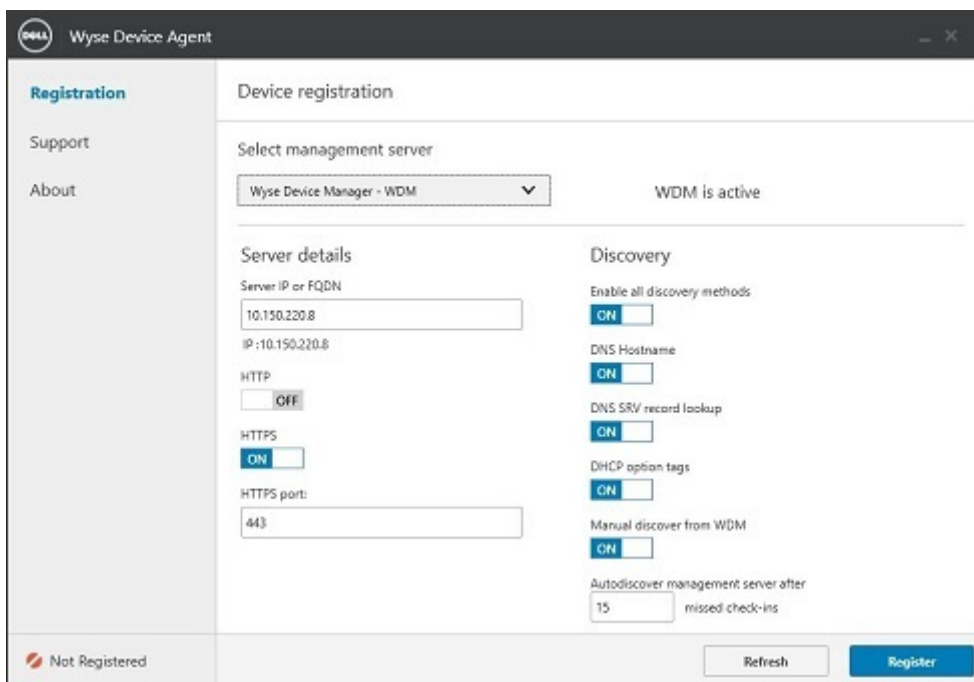 DELL
Wyse Device Agent
Registration
Support
About
Device registration
Select management server
Wyse Device Manager - WDM
WDM is active
Server details
Server IP or FQDN
10.150.220.8
IP :10.150.220.8
HTTP
OFF
HTTPS
ON
HTTPS port:
443
Discovery
Enable all discovery methods
ON
DNS Hostname
ON
DNS SRV record lookup
ON
DHCP option tags
ON
Manual discover from WDM
ON
Autodiscover management server after
15 missed check-ins
Not Registered
Refresh
Register